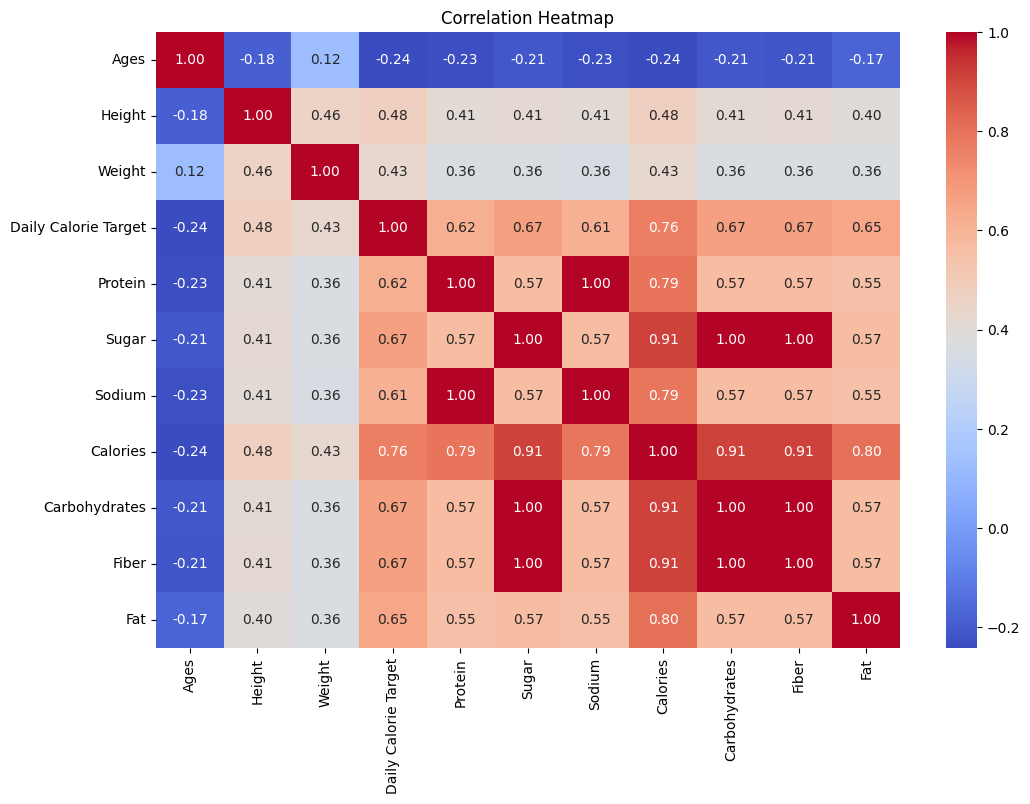 Correlation Heatmap
Ages 1.00 -0.18 0.12 -0.24 -0.23 -0.21 -0.23 -0.24 -0.21 -0.21 -0.17
Height -0.18 1.00 0.46 0.48 0.41 0.41 0.41 0.48 0.41 0.41 0.40
Weight 0.12 0.46 1.00 0.43 0.36 0.36 0.36 0.43 0.36 0.36 0.36
Daily Calorie Target -0.24 0.48 0.43 1.00 0.62 0.67 0.61 0.76 0.67 0.67 0.65
Protein -0.23 0.41 0.36 0.62 1.00 0.57 1.00 0.79 0.57 0.57 0.55
Sugar -0.21 0.41 0.36 0.67 0.57 1.00 0.57 0.91 1.00 1.00 0.57
Sodium -0.23 0.41 0.36 0.61 1.00 0.57 1.00 0.79 0.57 0.57 0.55
Calories -0.24 0.48 0.43 0.76 0.79 0.91 0.79 1.00 0.91 0.91 0.80
Carbohydrates -0.21 0.41 0.36 0.67 0.57 1.00 0.57 0.91 1.00 1.00 0.57
Fiber -0.21 0.41 0.36 0.67 0.57 1.00 0.57 0.91 1.00 1.00 0.57
Fat -0.17 0.40 0.36 0.65 0.55 0.57 0.55 0.80 0.57 0.57 1.00
Ages
Height
Weight
Daily Calorie Target
Protein
Sugar
Sodium
Calories
Carbohydrates
Fiber
Fat
1.0
0.8
0.6
0.4
0.2
0.0
−0.2